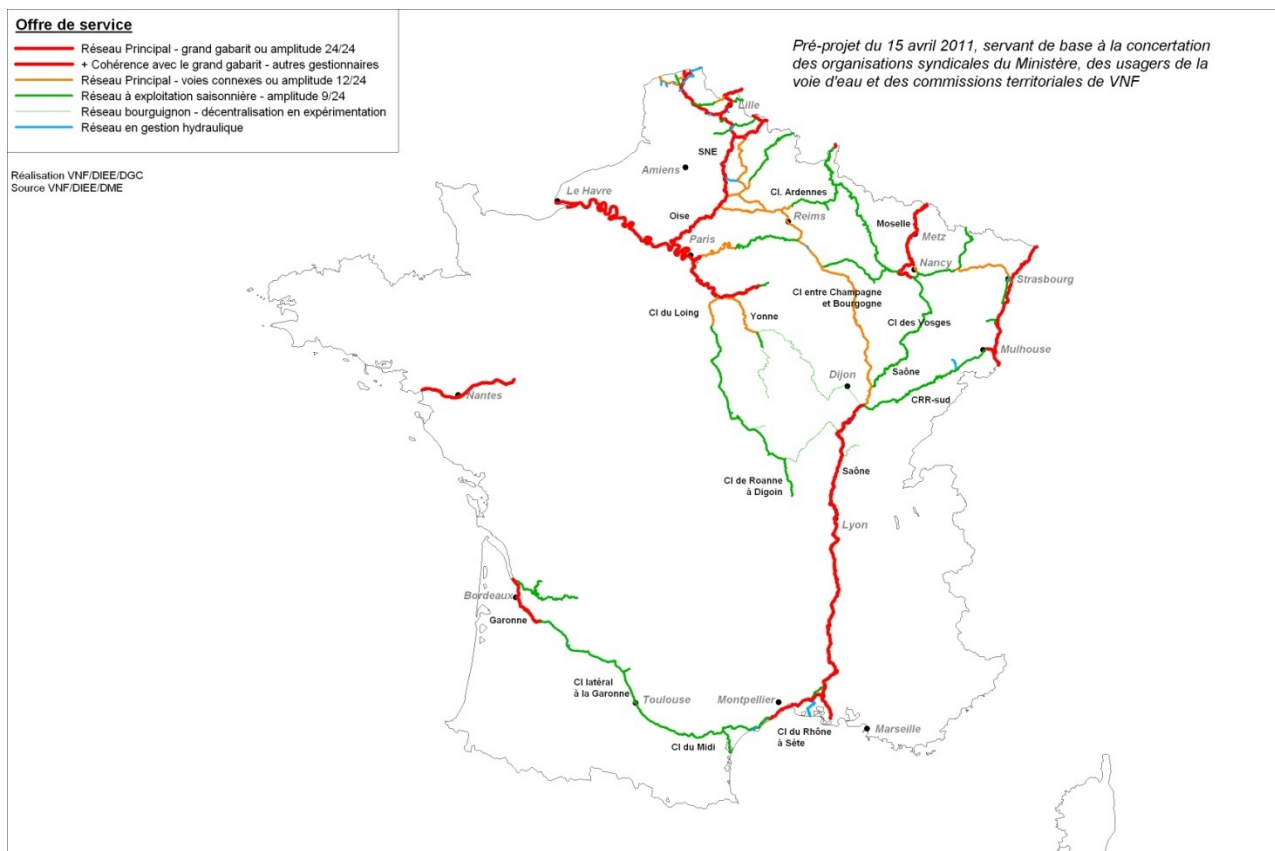 Offre de service
Réseau Principal - grand gabarit ou amplitude 24/24
+ Cohérence avec le grand gabarit - autres gestionnaires
Réseau Principal - voies connexes ou amplitude 12/24
Réseau à exploitation saisonnière - amplitude 9/24
Réseau bourguignon - décentralisation en expérimentation
Réseau en gestion hydraulique
Pré-projet du 15 avril 2011, servant de base à la concertation
des organisations syndicales du Ministère, des usagers de la
voie d'eau et des commissions territoriales de VNF
Réalisation VNF/DIEE/DGC
Source VNF/DIEE/DME
Lille
SNE
Amiens
Le Havre
Cl. Ardennes
Oise
Reims
Moselle
Metz
Paris
Nancy
Strasbourg
Cl entre Champagne
et Bourgogne
Cl du Loing
Yonne
Cl des Vosges
Mulhouse
Saône
Dijon
CRR-sud
Nantes
Saône
Cl de Roanne
à Digoin
Lyon
Bordeaux
Garonne
Cl latéral
à la Garonne
Toulouse
Montpellier
Cl du Rhône
à Sète
Marseille
Cl du Midi